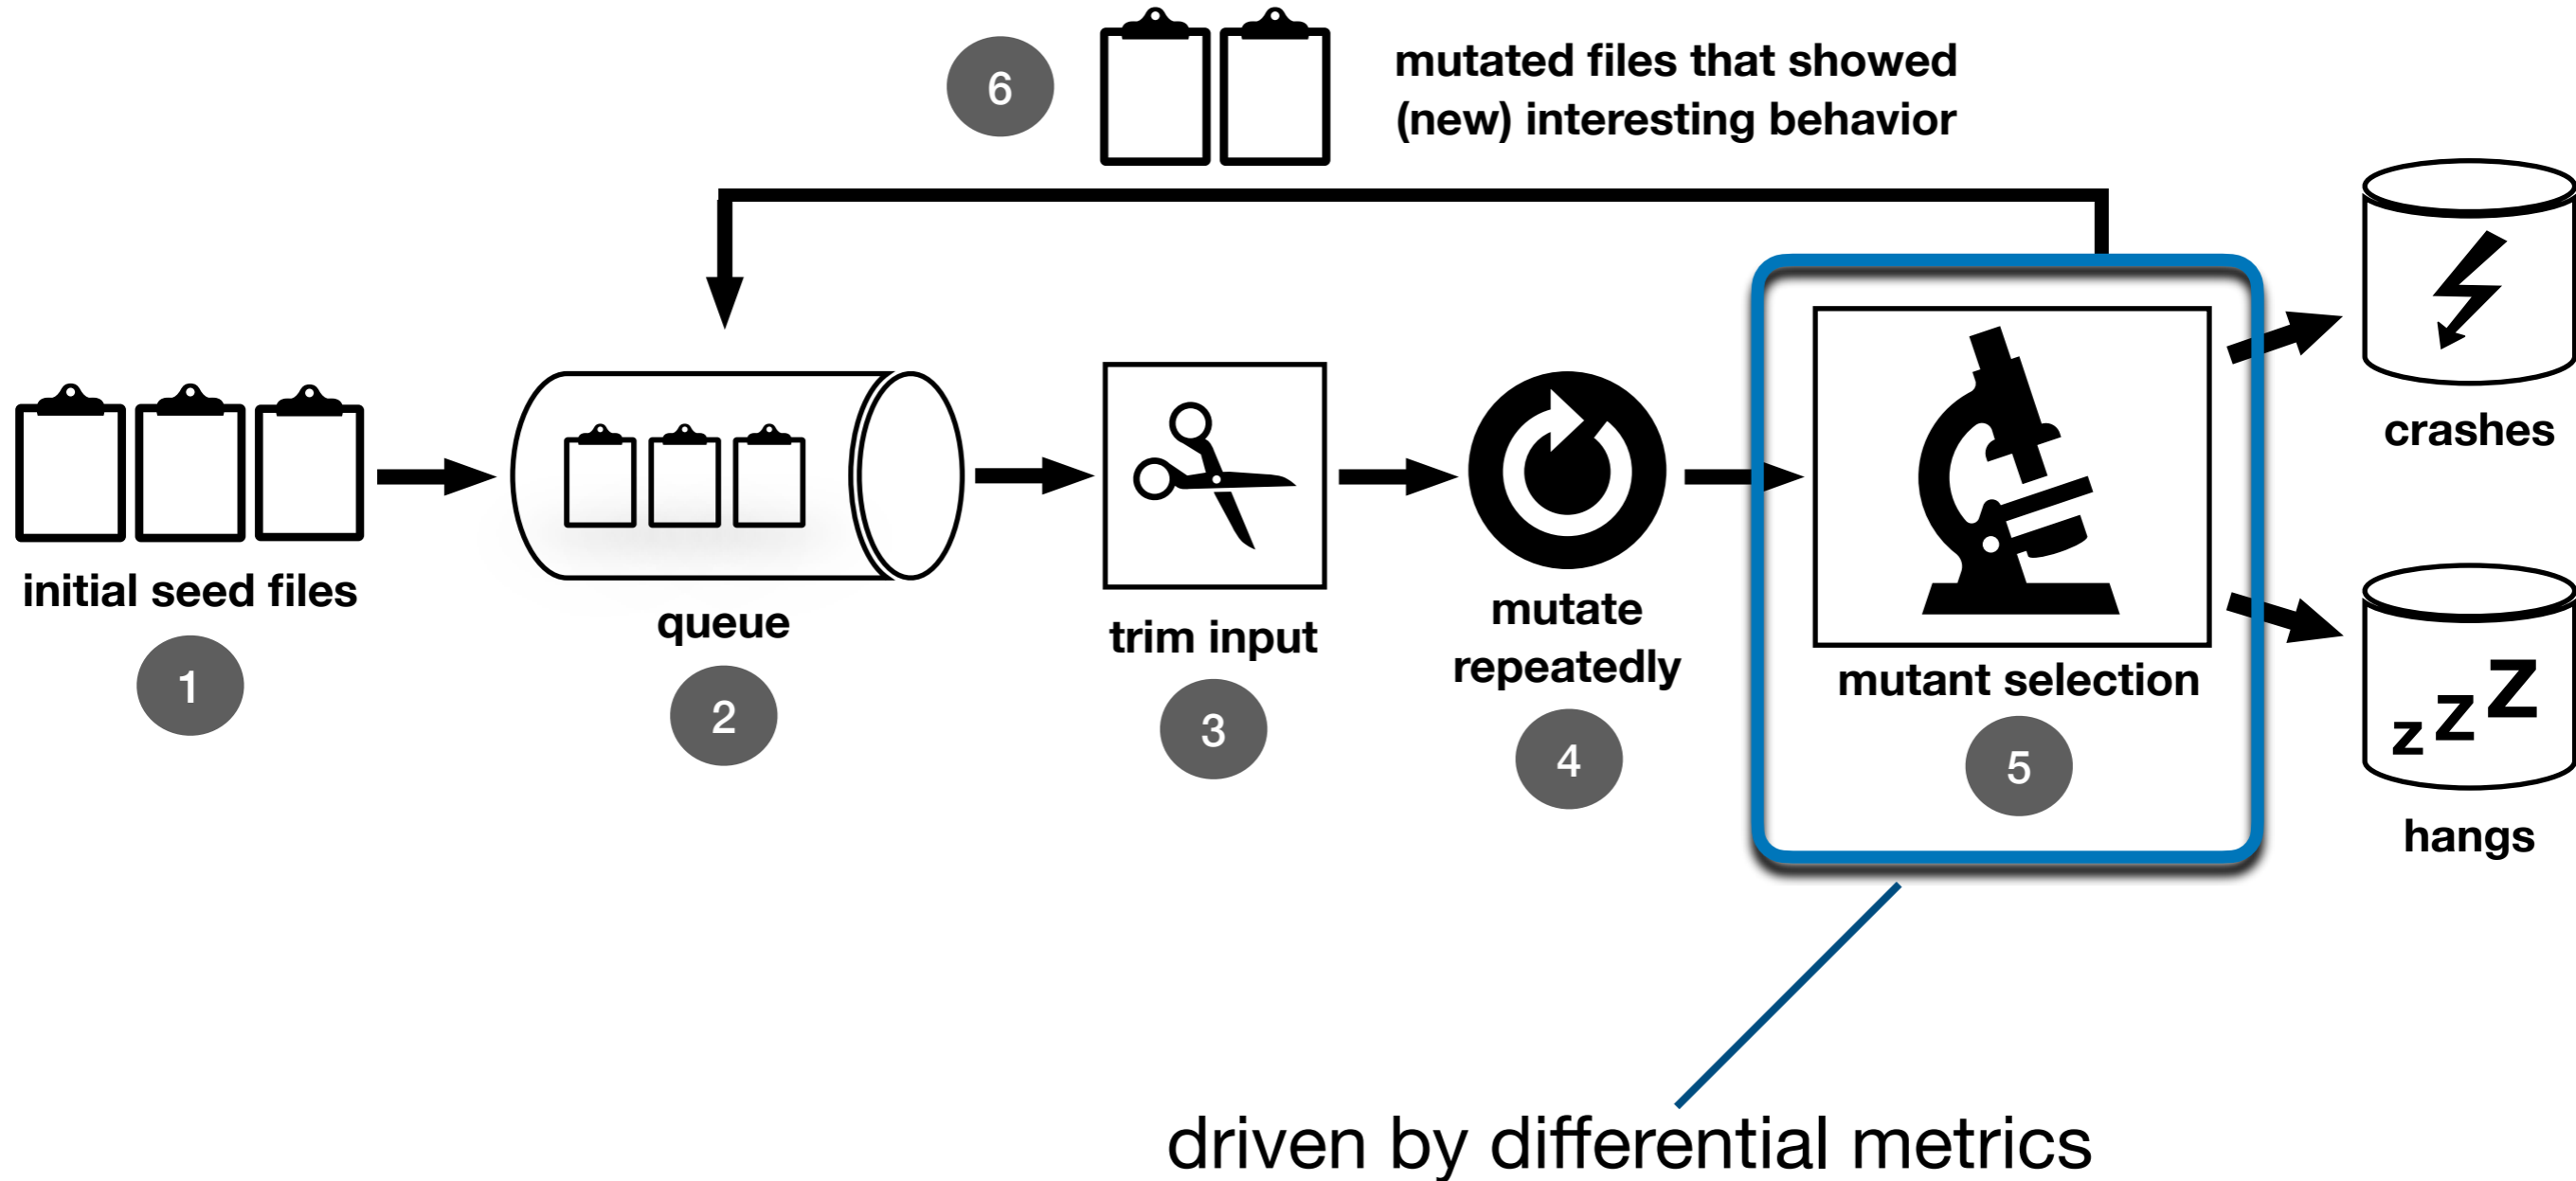 6
mutated files that showed
(new) interesting behavior
crashes
initial seed files
1
queue
2
trim input
3
mutate
repeatedly
4
mutant selection
5
z z z
hangs
driven by differential metrics